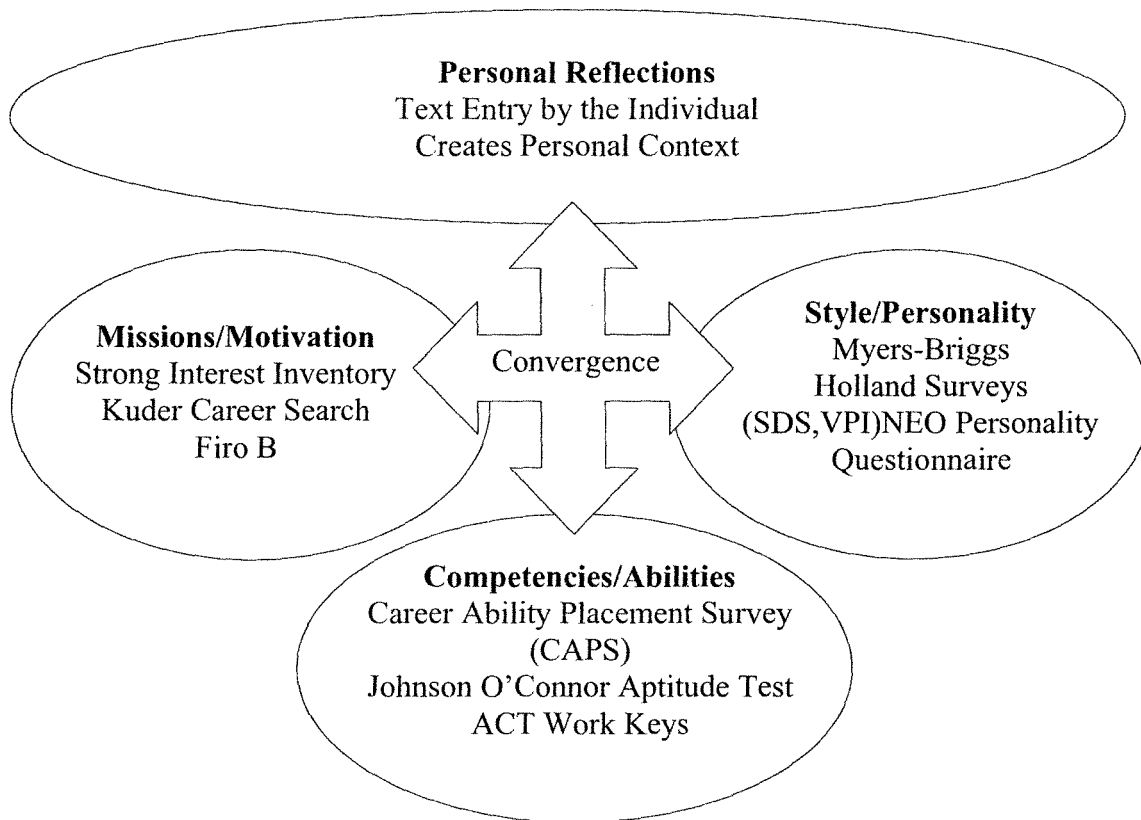 Personal Reflections
Text Entry by the Individual
Creates Personal Context
Missions/Motivation
Strong Interest Inventory
Kuder Career Search
Firo B
Convergence
Style/Personality
Myers-Briggs
Holland Surveys
(SDS,VPI)NEO Personality
Questionnaire
Competencies/Abilities
Career Ability Placement Survey
(CAPS)
Johnson O'Connor Aptitude Test
ACT Work Keys